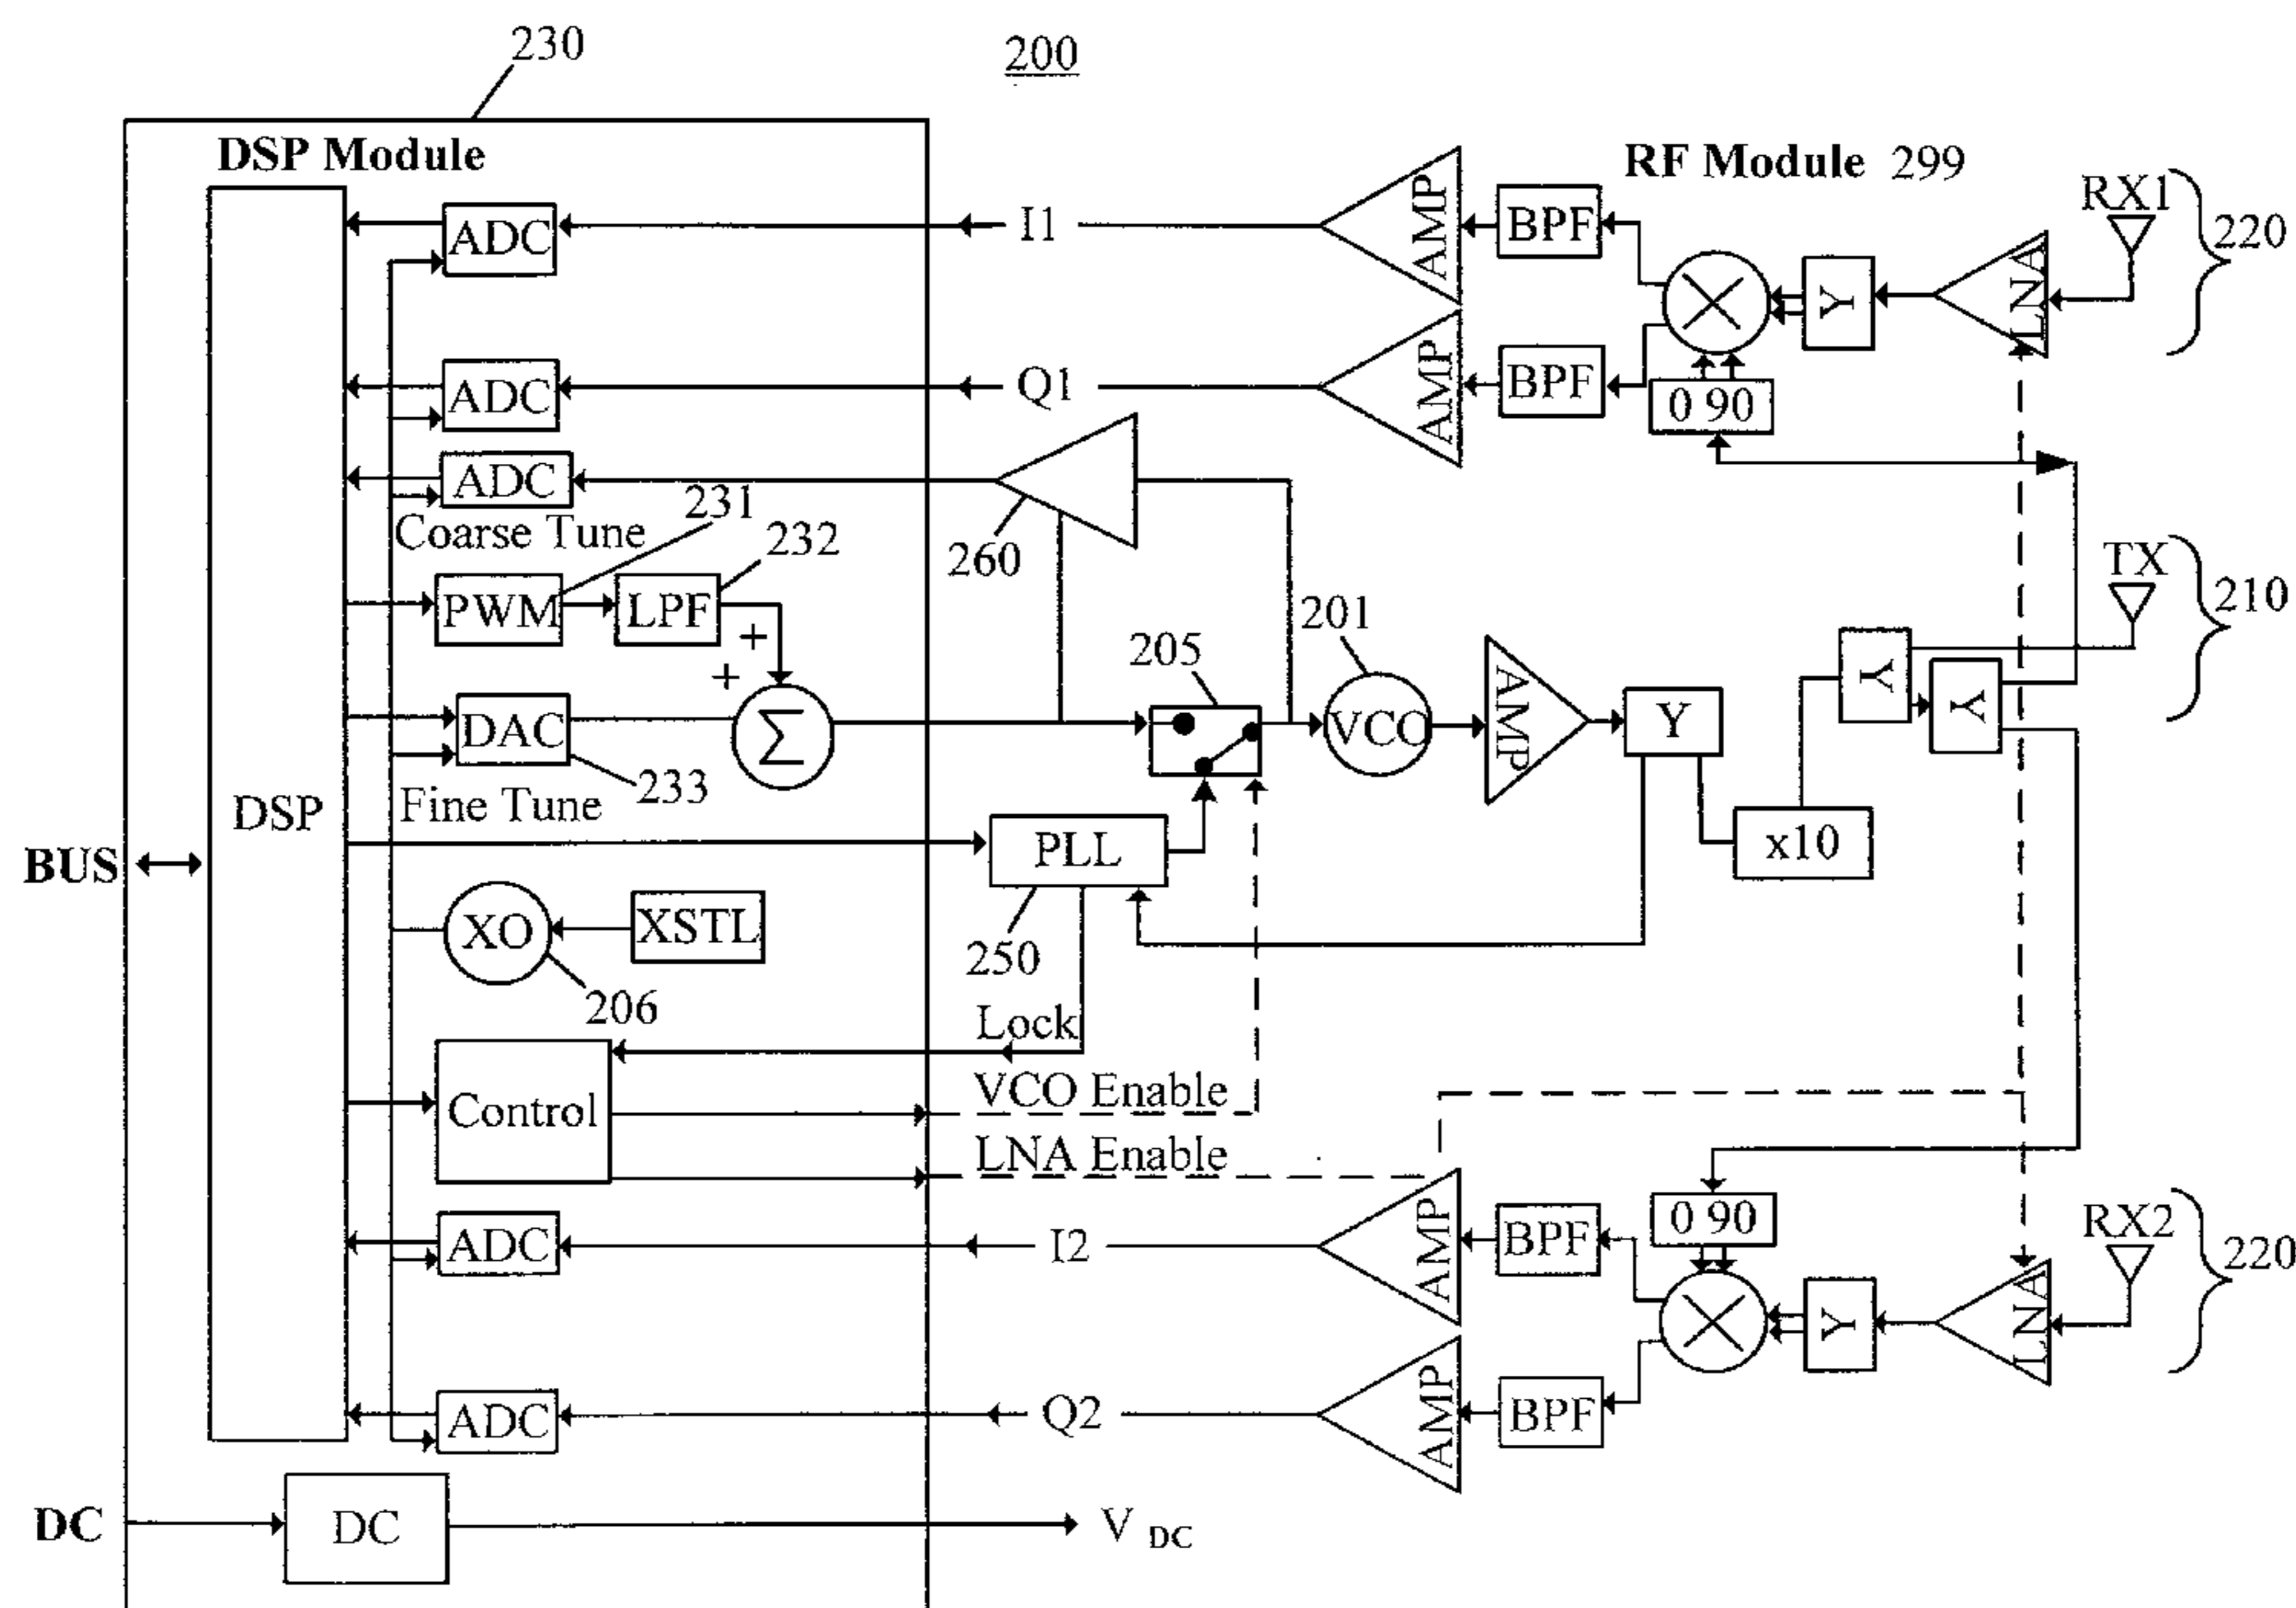 230
200
DSP Module
RF Module 299
ADC
I1
AMP
BPF
Y
LNA
RX1
220
ADC
Q1
AMP
BPF
0 90
ADC
Coarse Tune
231
232
260
PWM
LPF
+
+
205
201
TX
210
DAC
Σ
VCO
AMP
Y
Y
Y
Fine Tune
233
DSP
PLL
x10
BUS
XO
XSTL
250
206
Lock
Control
VCO Enable
LNA Enable
0 90
ADC
I2
AMP
BPF
Y
LNA
RX2
220
ADC
Q2
AMP
BPF
DC
DC
V DC